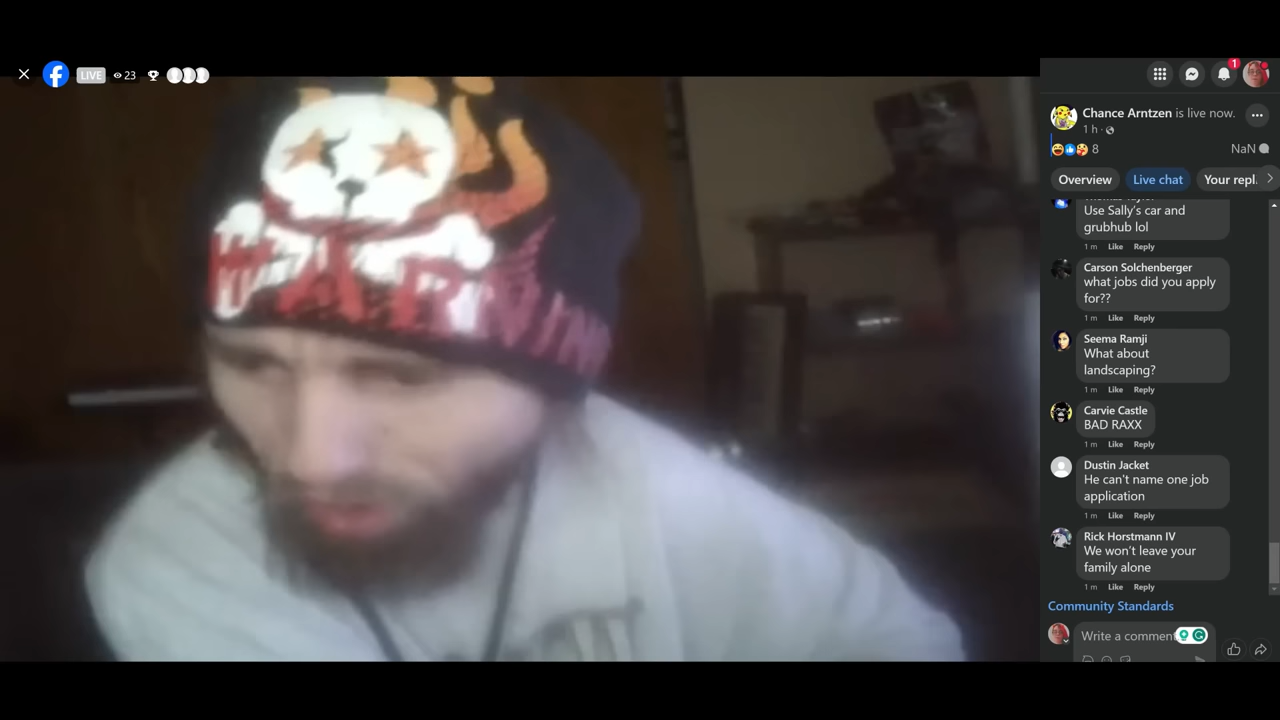 LIVE
23
1
Chance Arntzen is live now.
1 h
8
NaN
Overview
Live chat
Your repl
Use Sally's car and
grubhub lol
1 m Like Reply
Carson Solchenberger
what jobs did you apply
for??
1 m Like Reply
Seema Ramji
What about
landscaping?
1 m Like Reply
Carvie Castle
BAD RAXX
1 m Like Reply
Dustin Jacket
He can't name one job
application
1 m Like Reply
Rick Horstmann IV
We won't leave your
family alone
1 m Like Reply
Community Standards
Write a comment